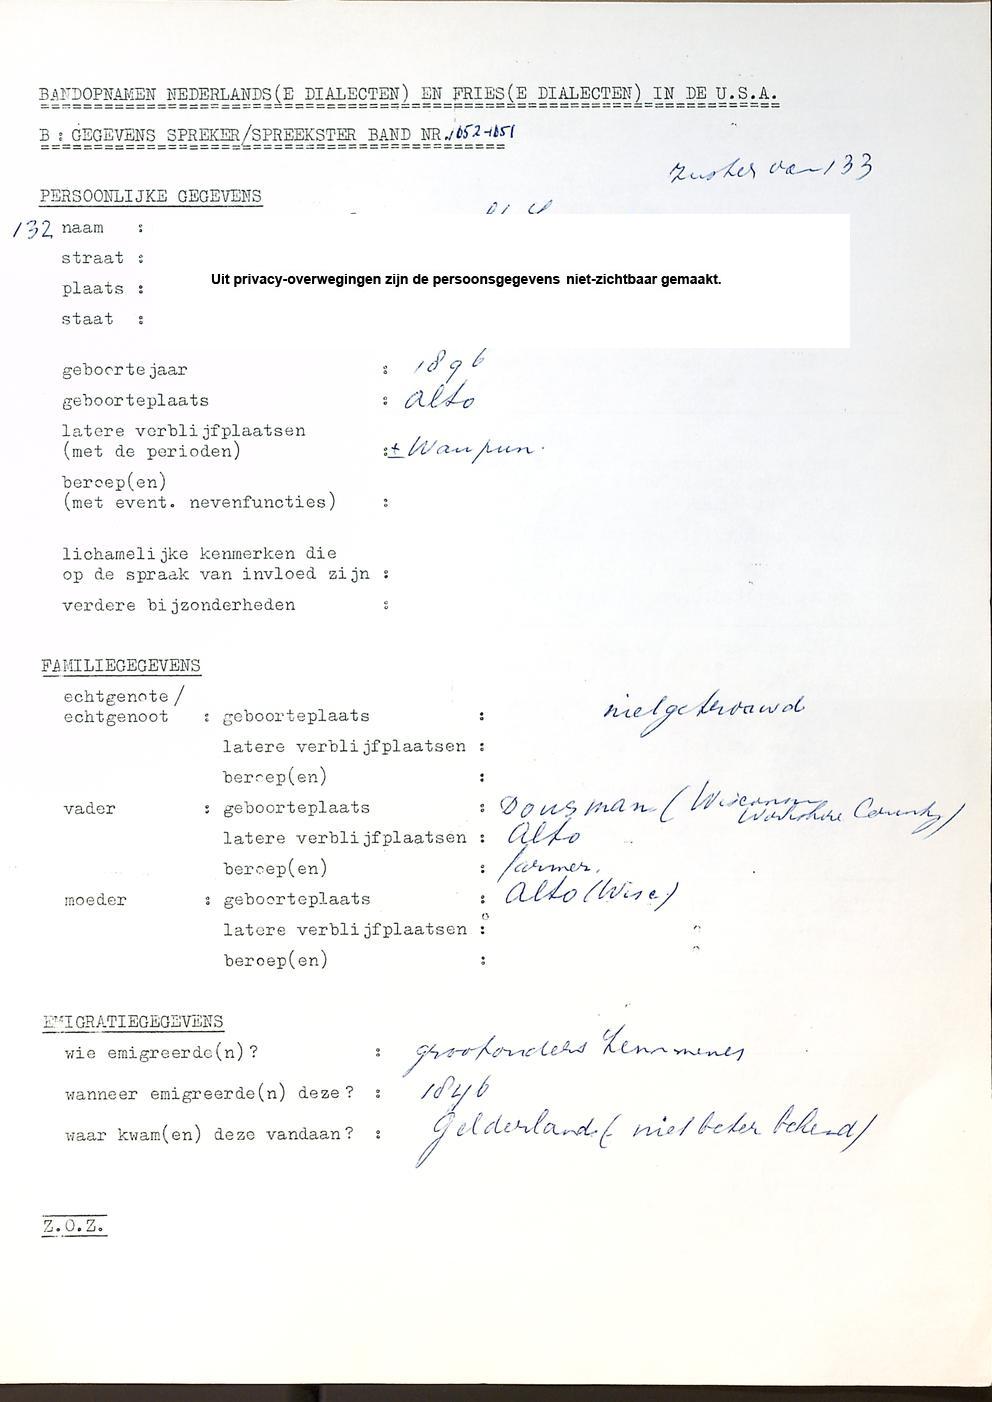 BANDOPNAMEN NEDERLANDS(E DIALECTEN) EN FRIES(E DIALECTEN) IN DE U.S.A.
B : GEGEVENS SPREKER/SPREEKSTER BAND NR. 1052-1051
Zuster van 133
PERSOONLIJKE GEGEVENS
132 naam :
straat :
Uit privacy-overwegingen zijn de persoonsgegevens niet-zichtbaar gemaakt.
plaats :
staat :
geboortejaar : 1896
geboorteplaats : Alto
latere verblijfplaatsen
(met de perioden) :± Waupun.
beroep(en)
(met event. nevenfuncties) :
lichamelijke kenmerken die
op de spraak van invloed zijn :
verdere bijzonderheden :
FAMILIEGEGEVENS
echtgenote/
echtgenoot : geboorteplaats : niet getrouwd
latere verblijfplaatsen :
beroep(en) :
vader : geboorteplaats : Dousman (Wisconsin County)
latere verblijfplaatsen : Alto
beroep(en) : farmer.
moeder : geboorteplaats : Alto (Wisc)
latere verblijfplaatsen :
beroep(en) :
EMIGRATIEGEGEVENS
wie emigreerde(n)? : grootouders
wanneer emigreerde(n) deze? : 1846
waar kwam(en) deze vandaan? : Gelderland (niet beter bekend)
Z.O.Z.